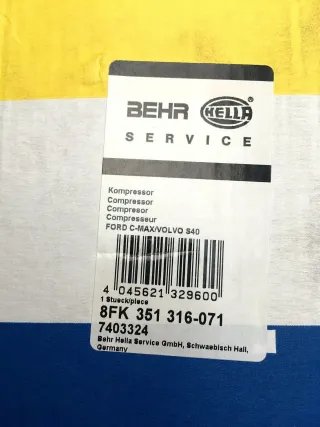 BEHR HELLA
SERVICE
Kompressor
Compressor
Compresor
Compresseur
FORD C-MAX/VOLVO S40
4 045621 329600
1 Stueck/piece
8FK 351 316-071
7403324
Behr Hella Service GmbH, Schwaebisch Hall,
Germany